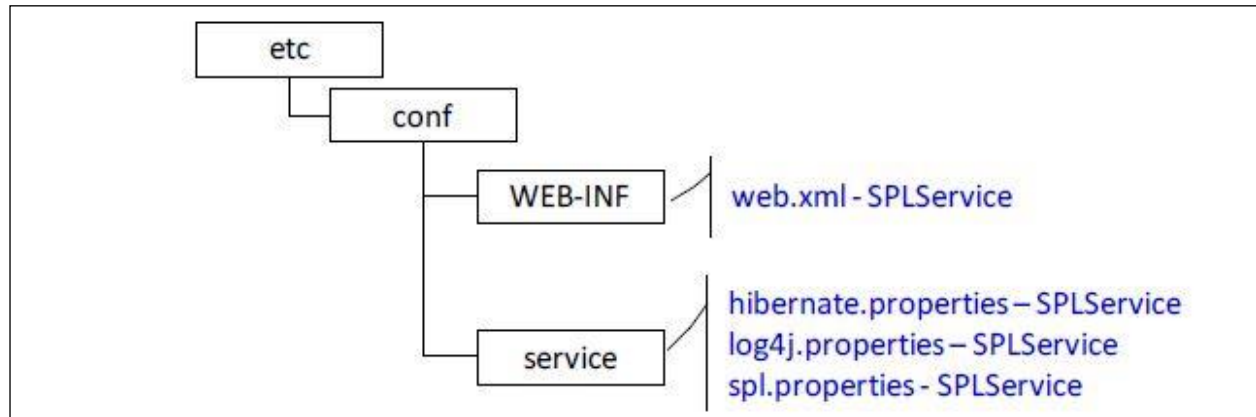 etc
conf
WEB-INF
web.xml - SPLService
service
hibernate.properties – SPLService
log4j.properties – SPLService
spl.properties - SPLService